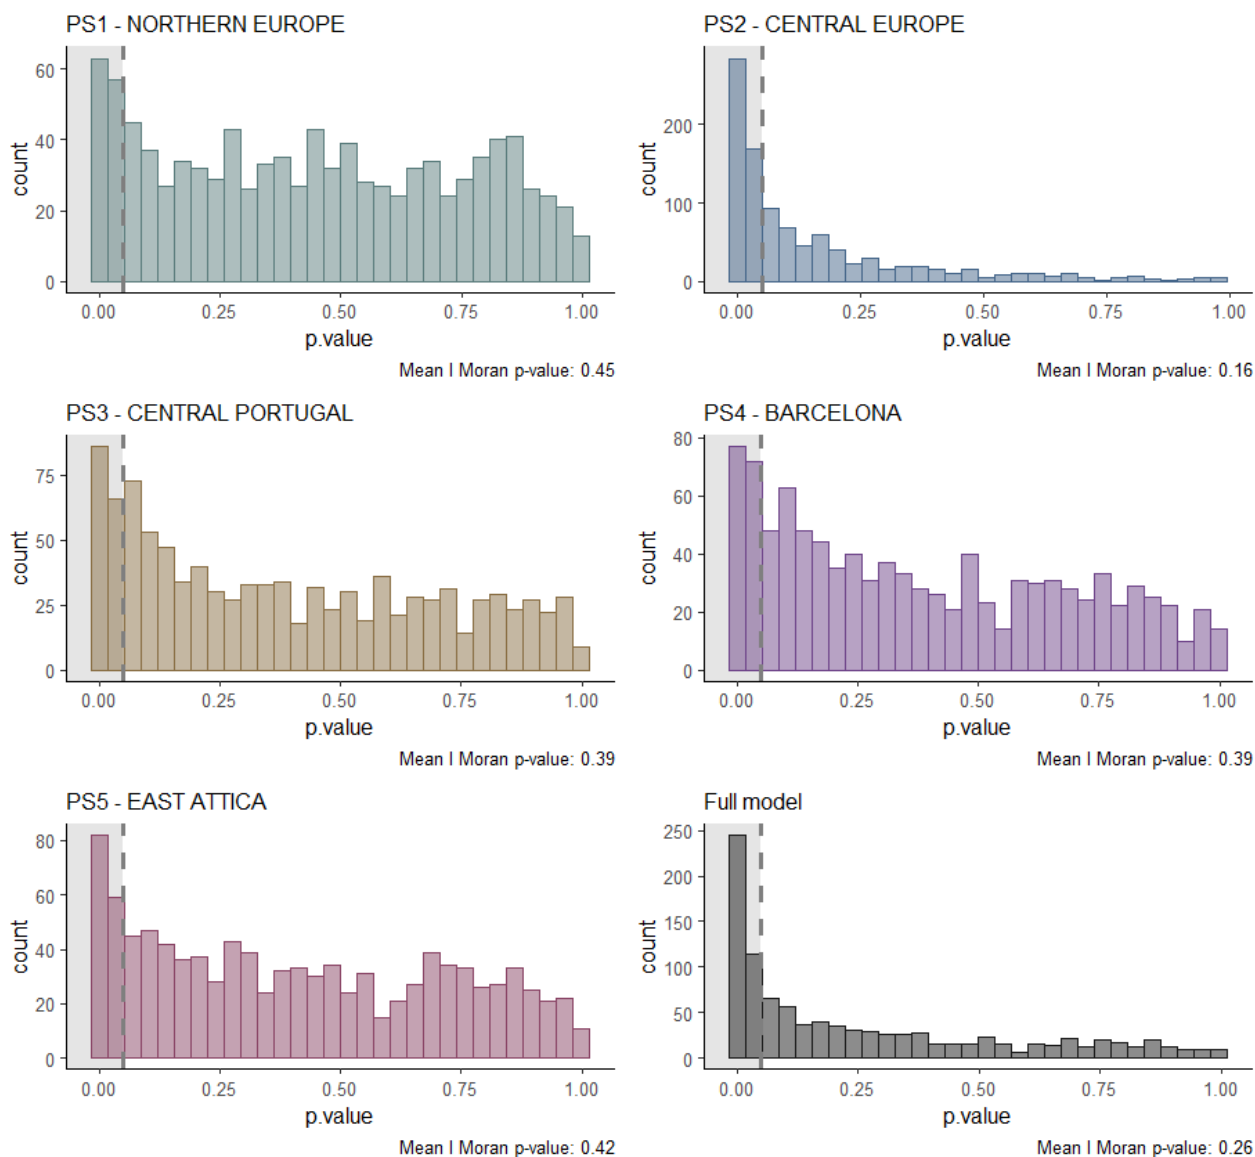 PS1 - NORTHERN EUROPE
60
40
20
0
count
0.00 0.25 0.50 0.75 1.00
p.value
Mean I Moran p-value: 0.45
PS2 - CENTRAL EUROPE
200
100
0
count
0.00 0.25 0.50 0.75 1.00
p.value
Mean I Moran p-value: 0.16
PS3 - CENTRAL PORTUGAL
75
50
25
0
count
0.00 0.25 0.50 0.75 1.00
p.value
Mean I Moran p-value: 0.39
PS4 - BARCELONA
80
60
40
20
0
count
0.00 0.25 0.50 0.75 1.00
p.value
Mean I Moran p-value: 0.39
PS5 - EAST ATTICA
80
60
40
20
0
count
0.00 0.25 0.50 0.75 1.00
p.value
Mean I Moran p-value: 0.42
Full model
250
200
150
100
50
0
count
0.00 0.25 0.50 0.75 1.00
p.value
Mean I Moran p-value: 0.26